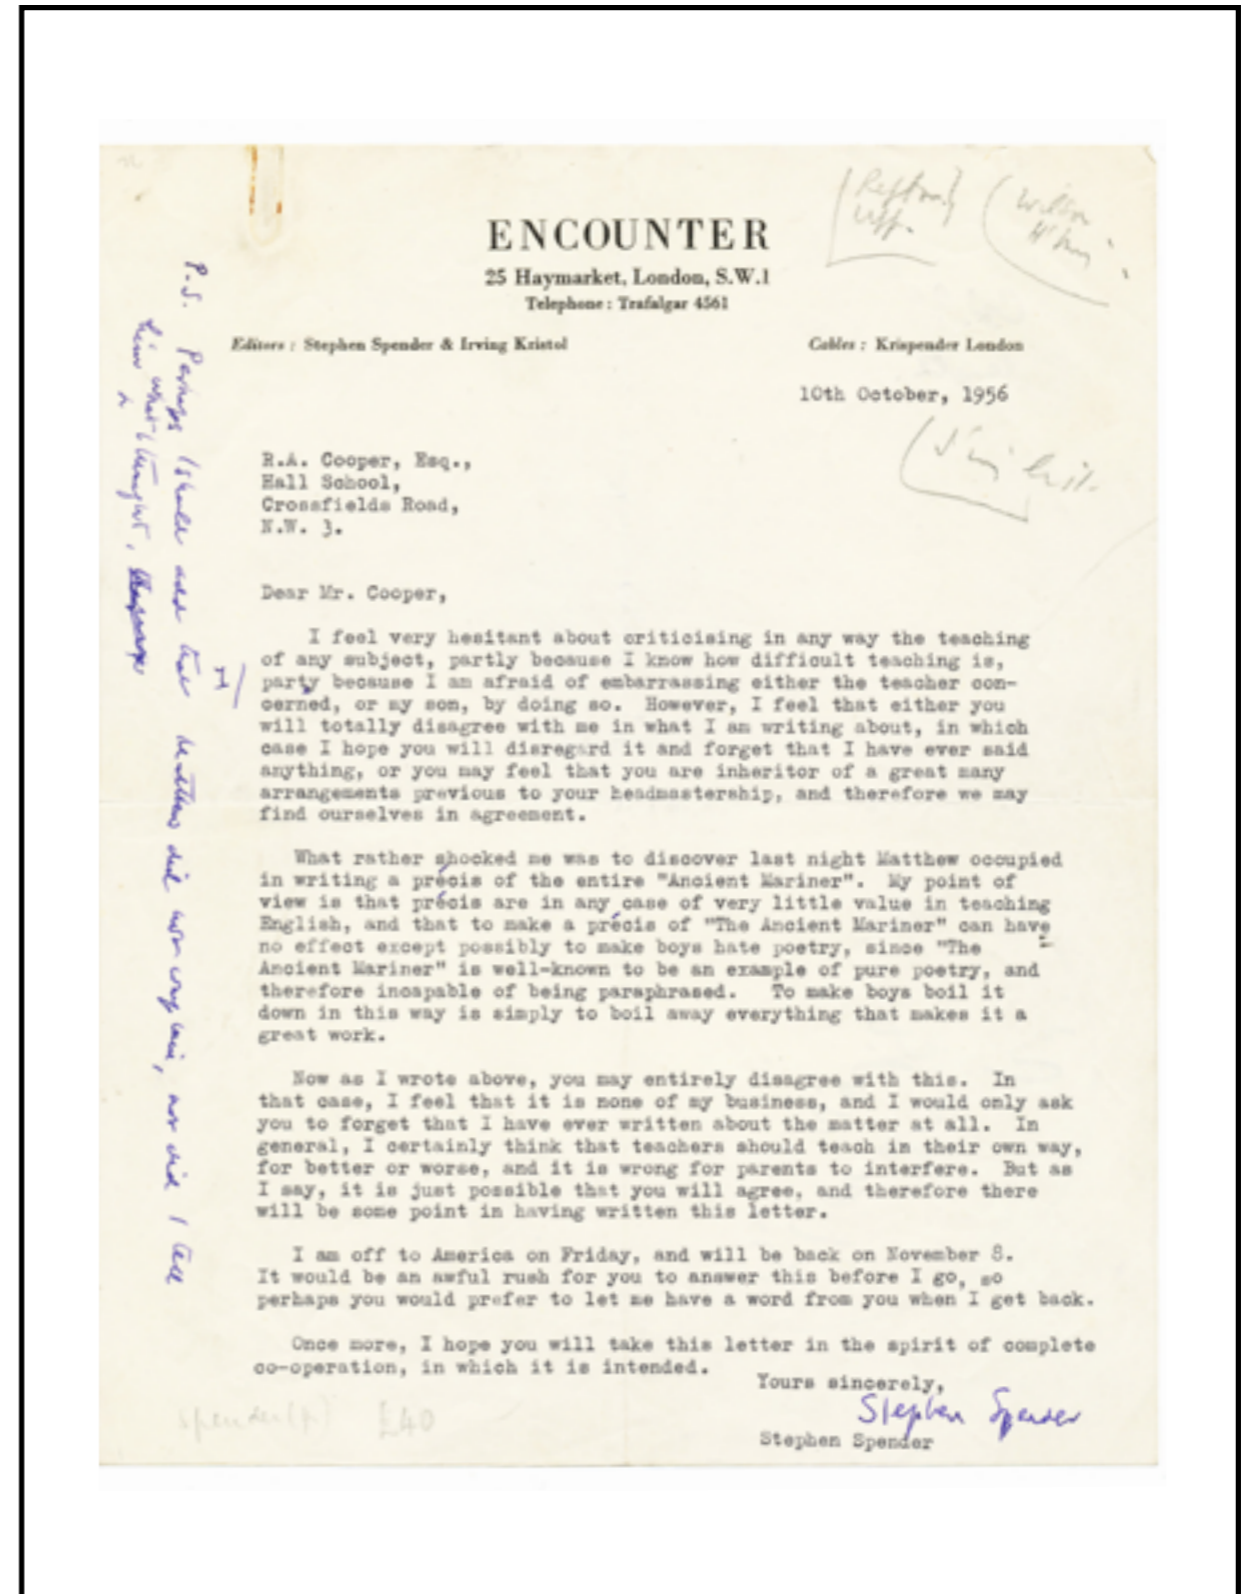 ENCOUNTER
25 Haymarket, London, S.W.1
Telephone: Trafalgar 4561
Editors: Stephen Spender & Irving Kristol
Cables: Krispender London
10th October, 1956
R.A. Cooper, Esq.,
Hall School,
Crossfields Road,
N.W. 3.
Dear Mr. Cooper,
I feel very hesitant about criticising in any way the teaching
of any subject, partly because I know how difficult teaching is,
party because I am afraid of embarrassing either the teacher con-
cerned, or my son, by doing so. However, I feel that either you
will totally disagree with me in what I am writing about, in which
case I hope you will disregard it and forget that I have ever said
anything, or you may feel that you are inheritor of a great many
arrangements previous to your headmastership, and therefore we may
find ourselves in agreement.
What rather shocked me was to discover last night Matthew occupied
in writing a précis of the entire "Ancient Mariner". My point of
view is that précis are in any case of very little value in teaching
English, and that to make a précis of "The Ancient Mariner" can have
no effect except possibly to make boys hate poetry, since "The
Ancient Mariner" is well-known to be an example of pure poetry, and
therefore incapable of being paraphrased. To make boys boil it
down in this way is simply to boil away everything that makes it a
great work.
Now as I wrote above, you may entirely disagree with this. In
that case, I feel that it is none of my business, and I would only ask
you to forget that I have ever written about the matter at all. In
general, I certainly think that teachers should teach in their own way,
for better or worse, and it is wrong for parents to interfere. But as
I say, it is just possible that you will agree, and therefore there
will be some point in having written this letter.
I am off to America on Friday, and will be back on November 8.
It would be an awful rush for you to answer this before I go, so
perhaps you would prefer to let me have a word from you when I get back.
Once more, I hope you will take this letter in the spirit of complete
co-operation, in which it is intended.
Yours sincerely,
Stephen Spender
Stephen Spender
P.S. Perhaps I should add that Matthew did not complain, nor did I tell
him what I thought,
spender(p) £40